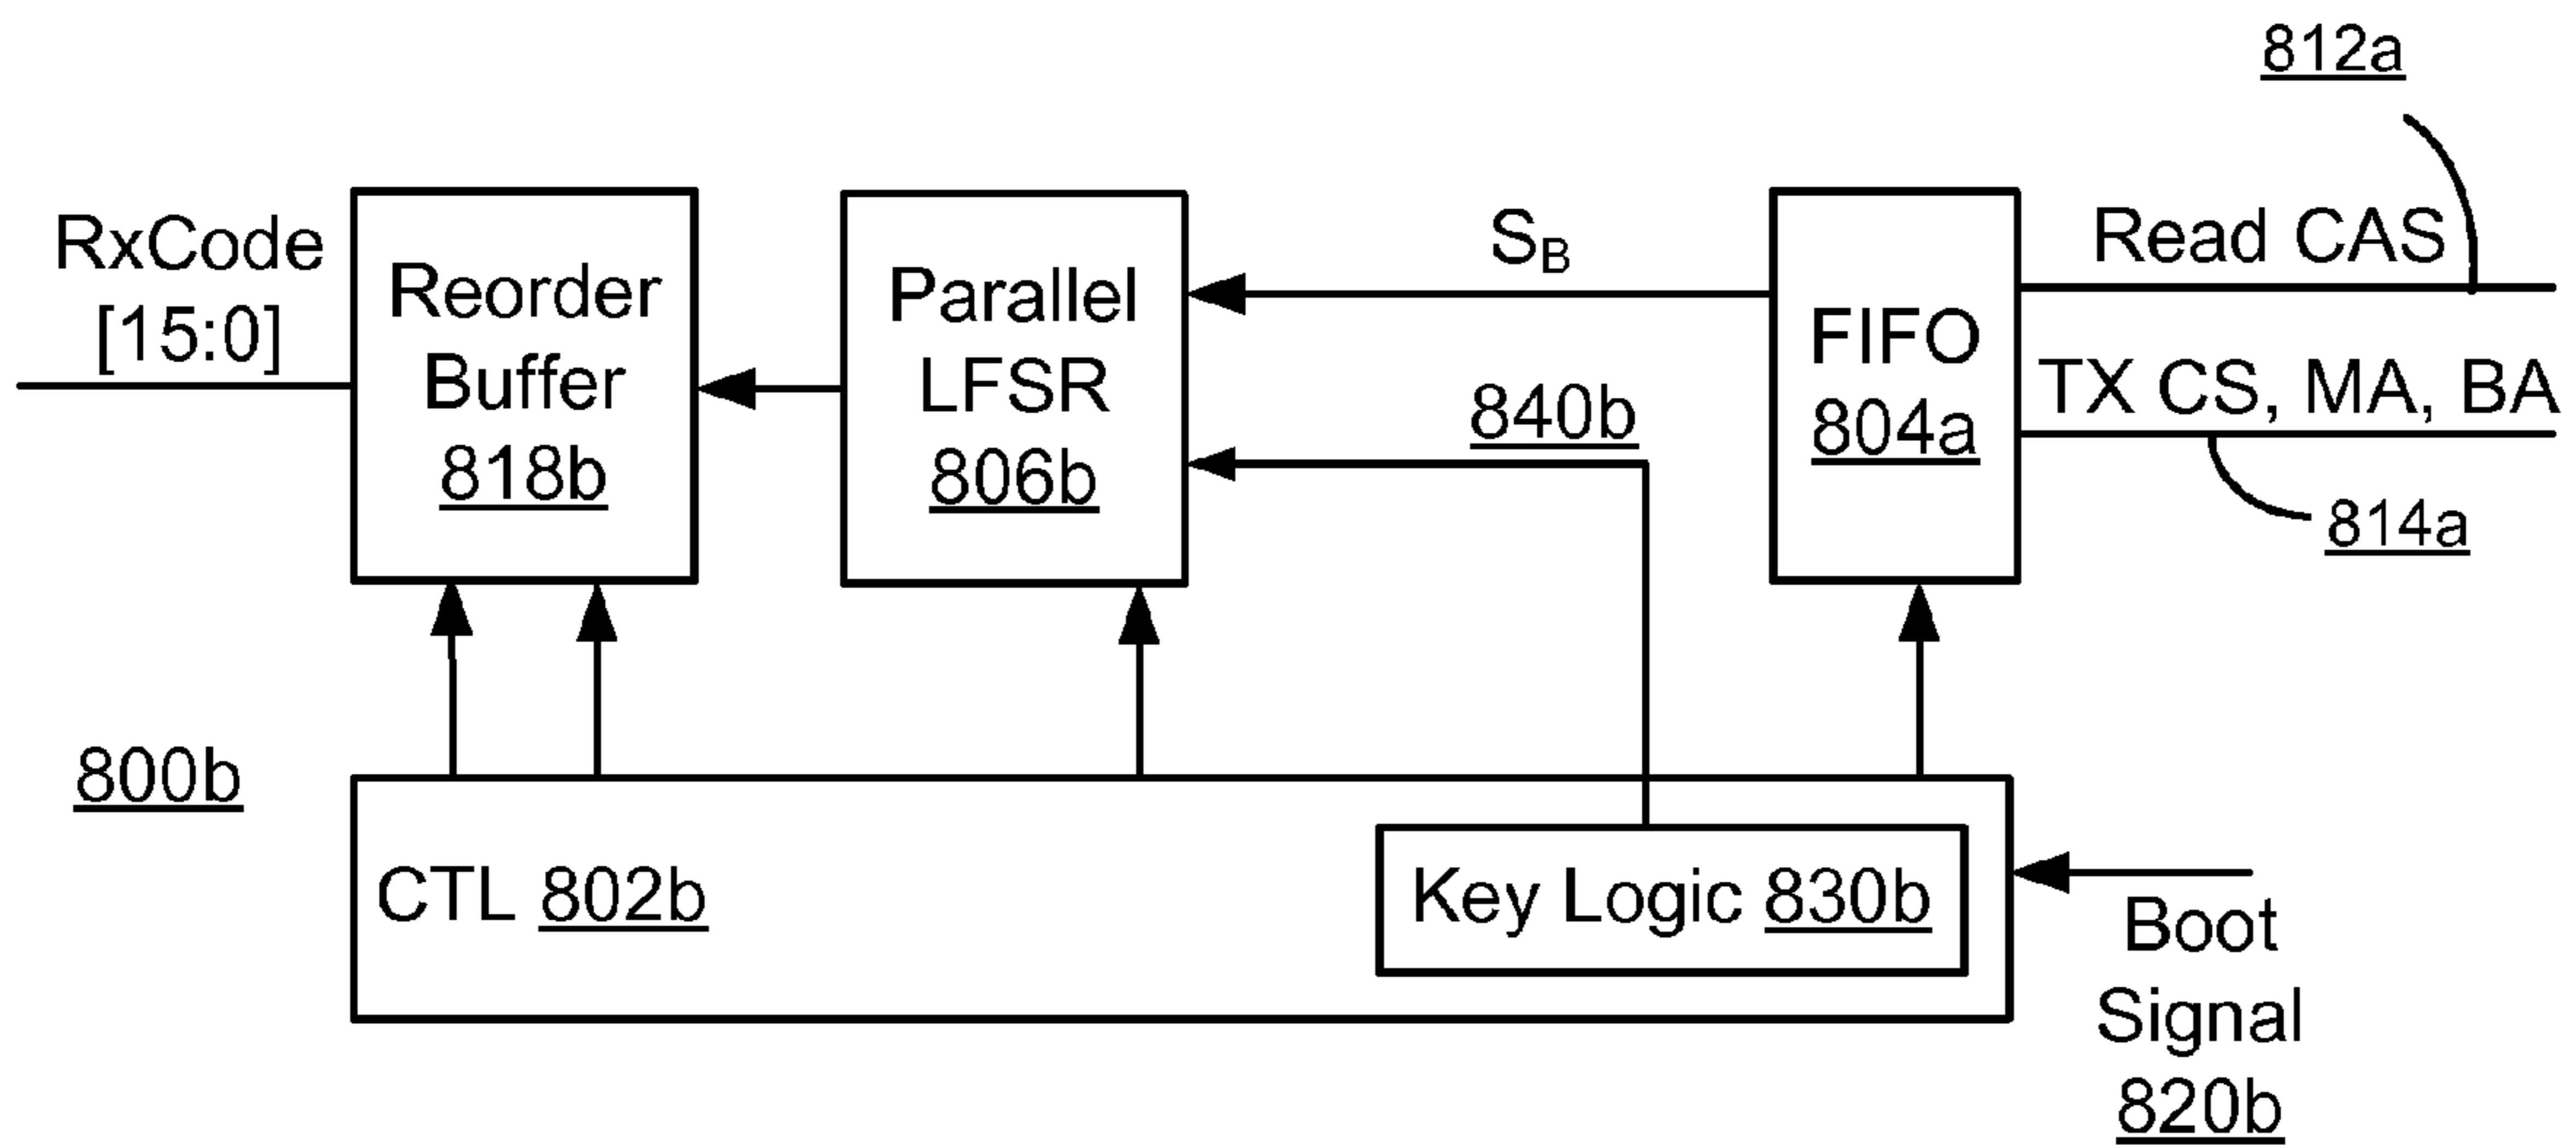 812a
RxCode
[15:0]
Reorder
Buffer
818b
Parallel
LFSR
806b
S_B
840b
FIFO
804a
Read CAS
TX CS, MA, BA
814a
800b
CTL 802b
Key Logic 830b
Boot
Signal
820b